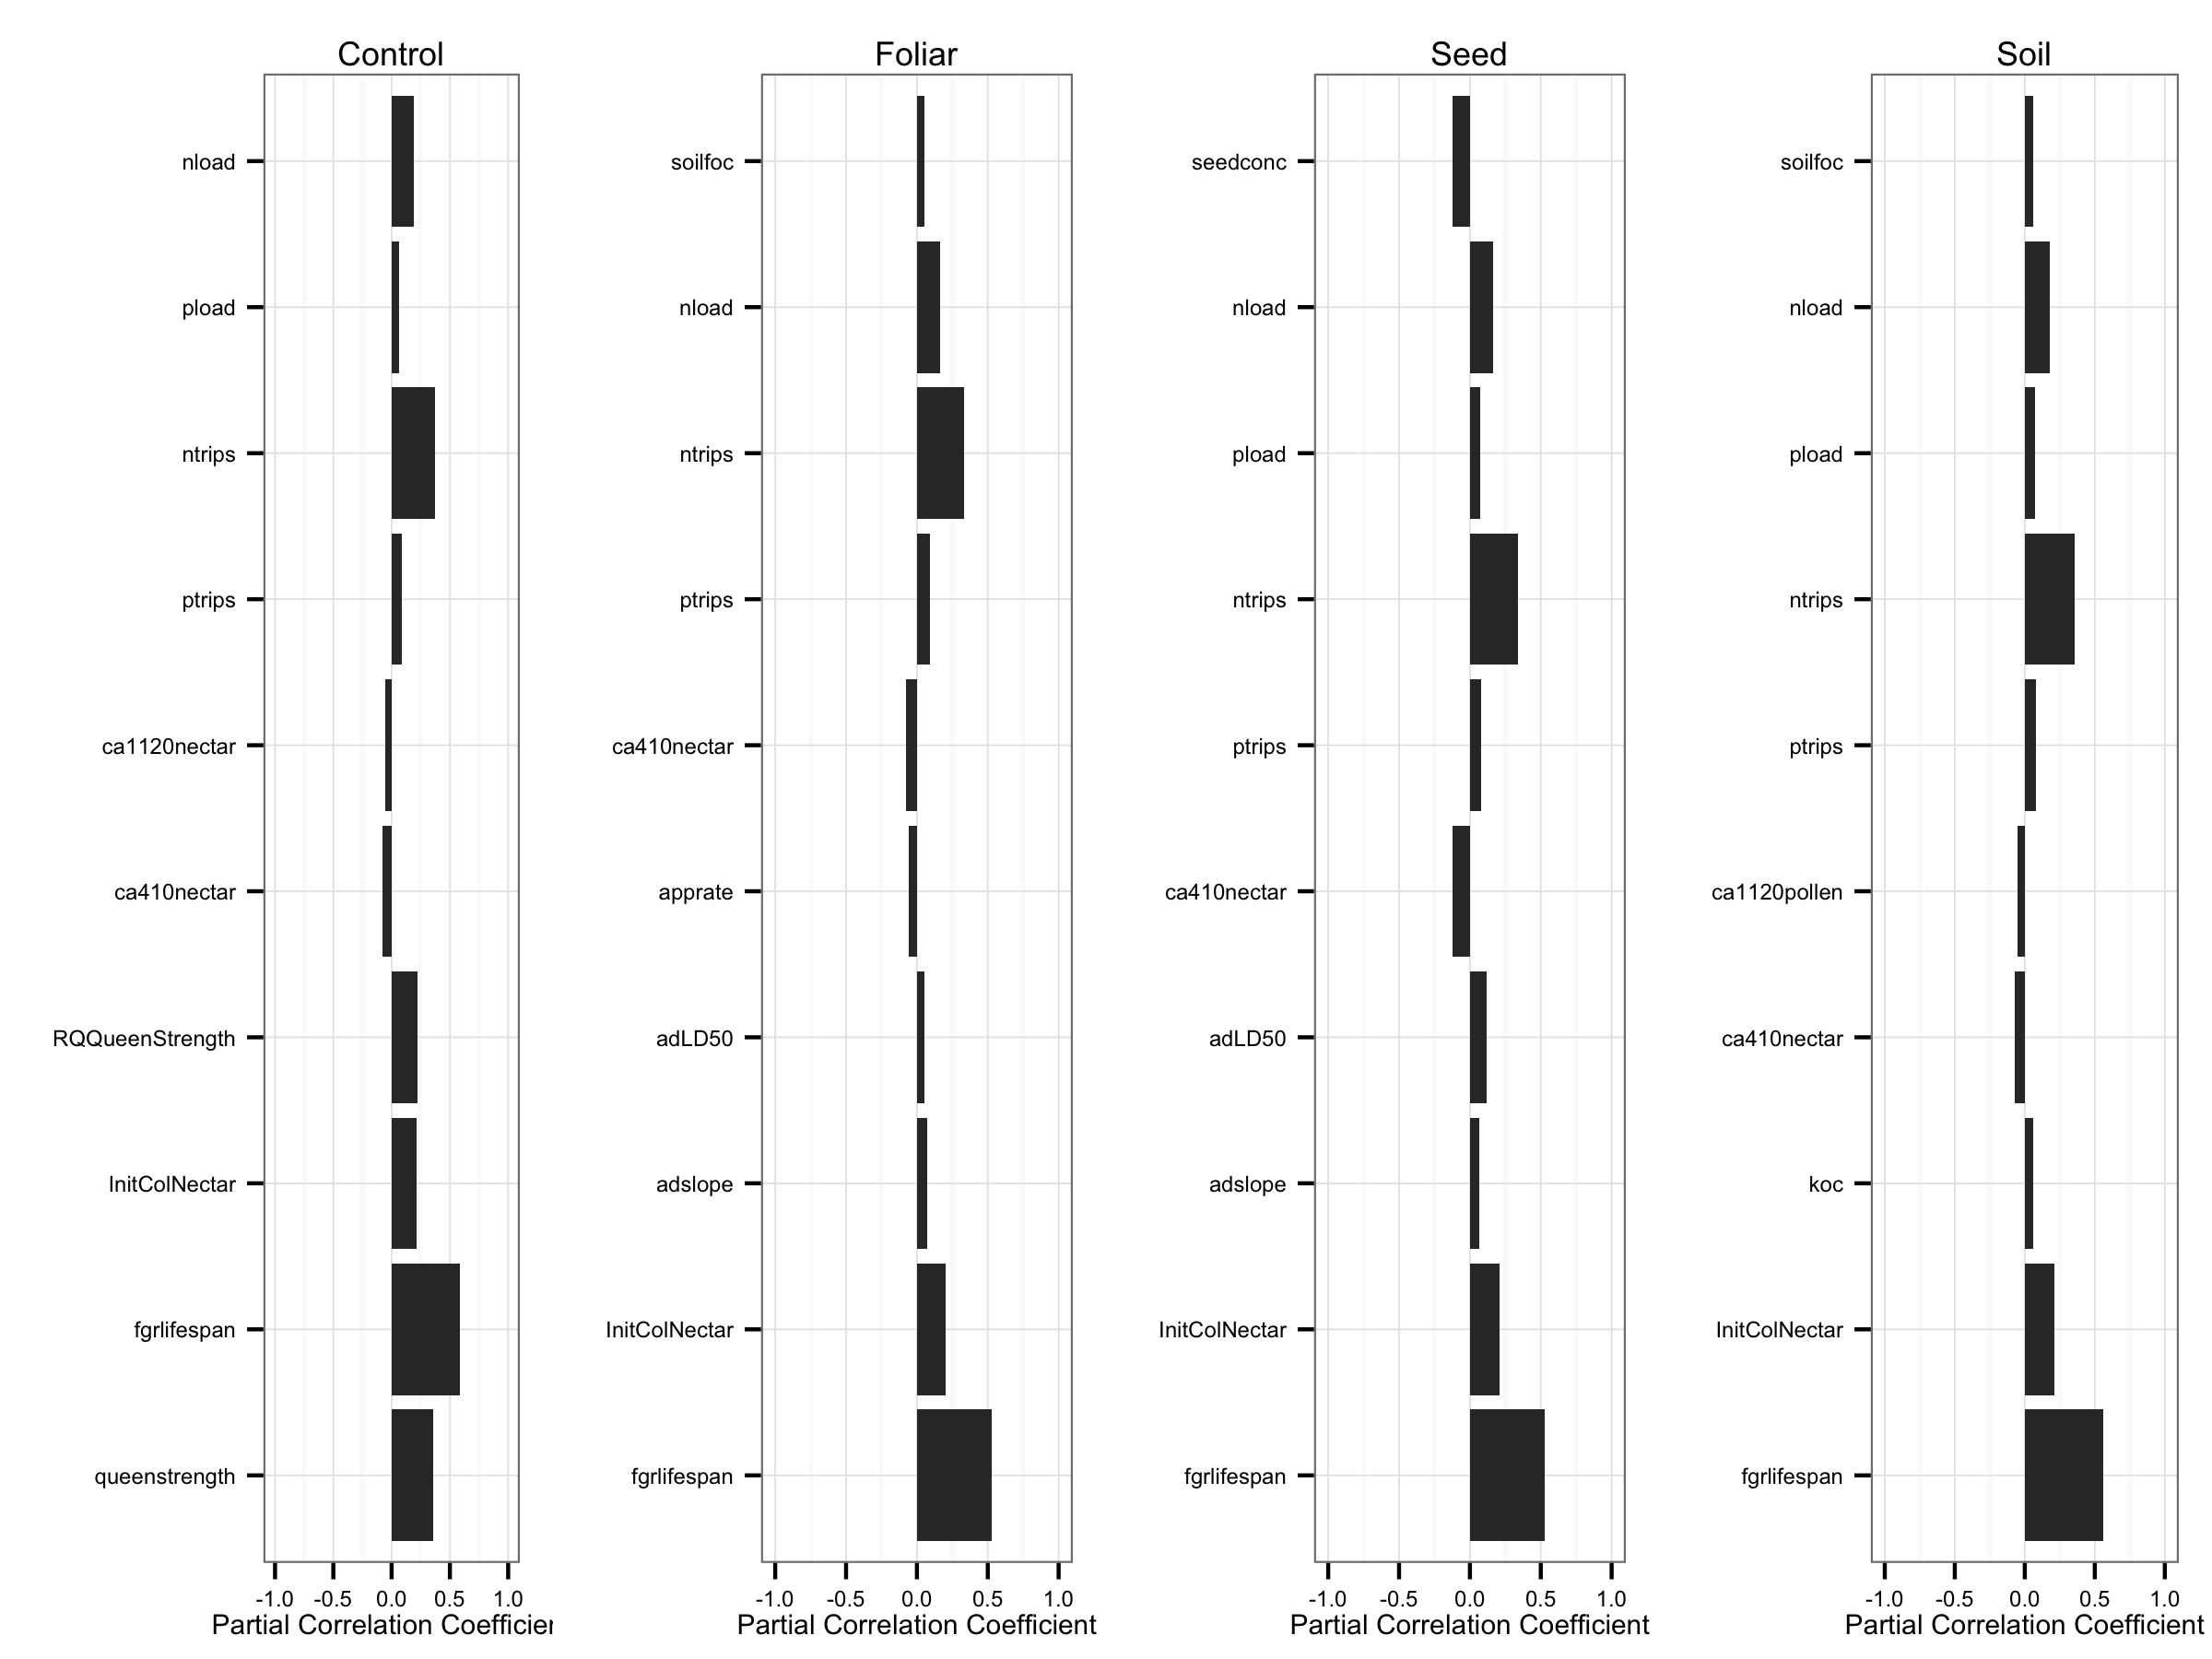 Control
nload
pload
ntrips
ptrips
ca1120nectar
ca410nectar
RQQueenStrength
InitColNectar
fgrlifespan
queenstrength
-1.0 -0.5 0.0 0.5 1.0
Partial Correlation Coefficien
Foliar
soilfoc
nload
ntrips
ptrips
ca410nectar
apprate
adLD50
adslope
InitColNectar
fgrlifespan
-1.0 -0.5 0.0 0.5 1.0
Partial Correlation Coefficient
Seed
seedconc
nload
pload
ntrips
ptrips
ca410nectar
adLD50
adslope
InitColNectar
fgrlifespan
-1.0 -0.5 0.0 0.5 1.0
Partial Correlation Coefficient
Soil
soilfoc
nload
pload
ntrips
ptrips
ca1120pollen
ca410nectar
koc
InitColNectar
fgrlifespan
-1.0 -0.5 0.0 0.5 1.0
Partial Correlation Coefficient